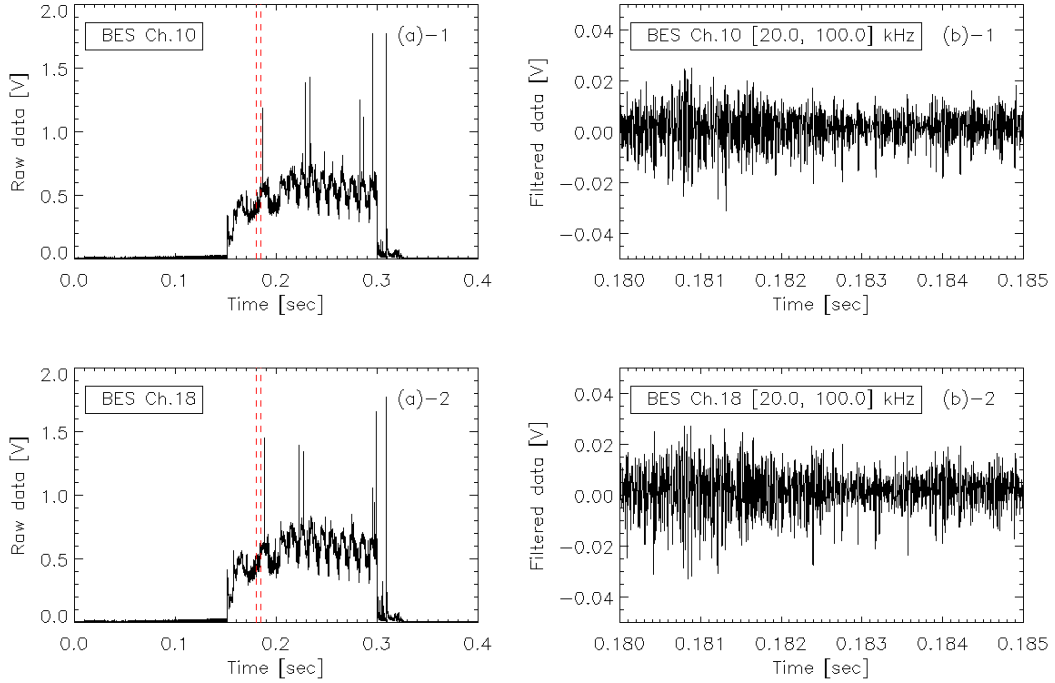 2.0
1.5
1.0
0.5
0.0
Raw data [V]
BES Ch.10
(a)-1
0.0
0.1
0.2
0.3
0.4
Time [sec]
0.04
0.02
0.00
−0.02
−0.04
Filtered data [V]
BES Ch.10 [20.0, 100.0] kHz
(b)-1
0.180
0.181
0.182
0.183
0.184
0.185
Time [sec]
2.0
1.5
1.0
0.5
0.0
Raw data [V]
BES Ch.18
(a)-2
0.0
0.1
0.2
0.3
0.4
Time [sec]
0.04
0.02
0.00
−0.02
−0.04
Filtered data [V]
BES Ch.18 [20.0, 100.0] kHz
(b)-2
0.180
0.181
0.182
0.183
0.184
0.185
Time [sec]